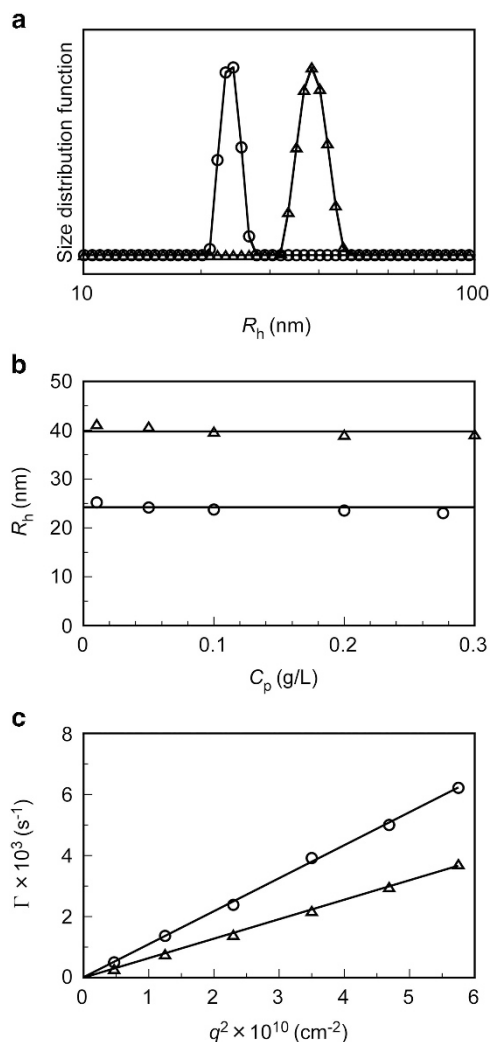 a
Size distribution function
10
100
Rₕ (nm)
b
50
40
30
20
10
0
Rₕ (nm)
0
0.1
0.2
0.3
Cₚ (g/L)
c
8
6
4
2
0
Γ × 10³ (s⁻¹)
0
1
2
3
4
5
6
q² × 10¹⁰ (cm⁻²)